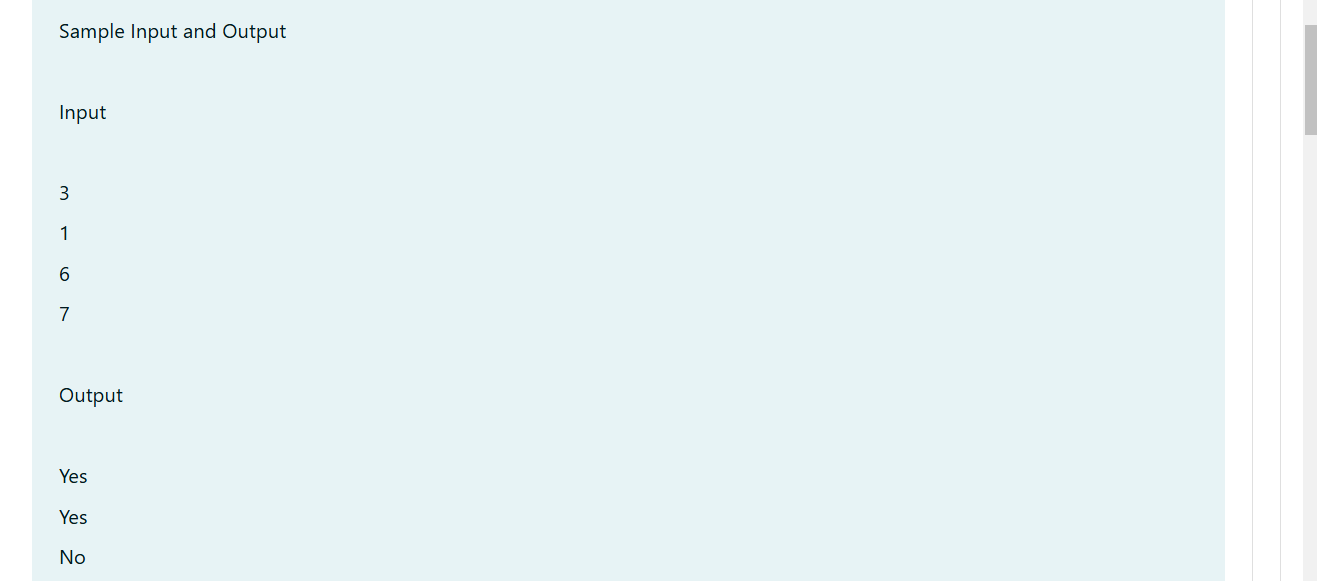 Sample Input and Output
Input
3
1
6
7
Output
Yes
Yes
No